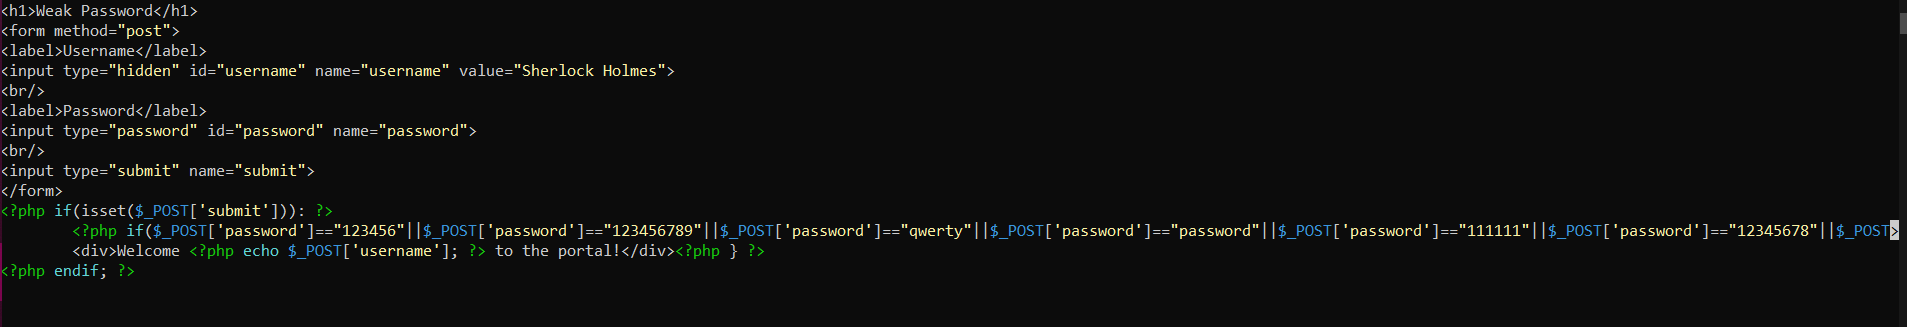 <h1>Weak Password</h1>
<form method="post">
<label>Username</label>
<input type="hidden" id="username" name="username" value="Sherlock Holmes">
<br/>
<label>Password</label>
<input type="password" id="password" name="password">
<br/>
<input type="submit" name="submit">
</form>
<?php if(isset($_POST['submit'])): ?>
        <?php if($_POST['password']=="123456"||$_POST['password']=="123456789"||$_POST['password']=="qwerty"||$_POST['password']=="password"||$_POST['password']=="111111"||$_POST['password']=="12345678"||$_POST>
        <div>Welcome <?php echo $_POST['username']; ?> to the portal!</div><?php } ?>
<?php endif; ?>